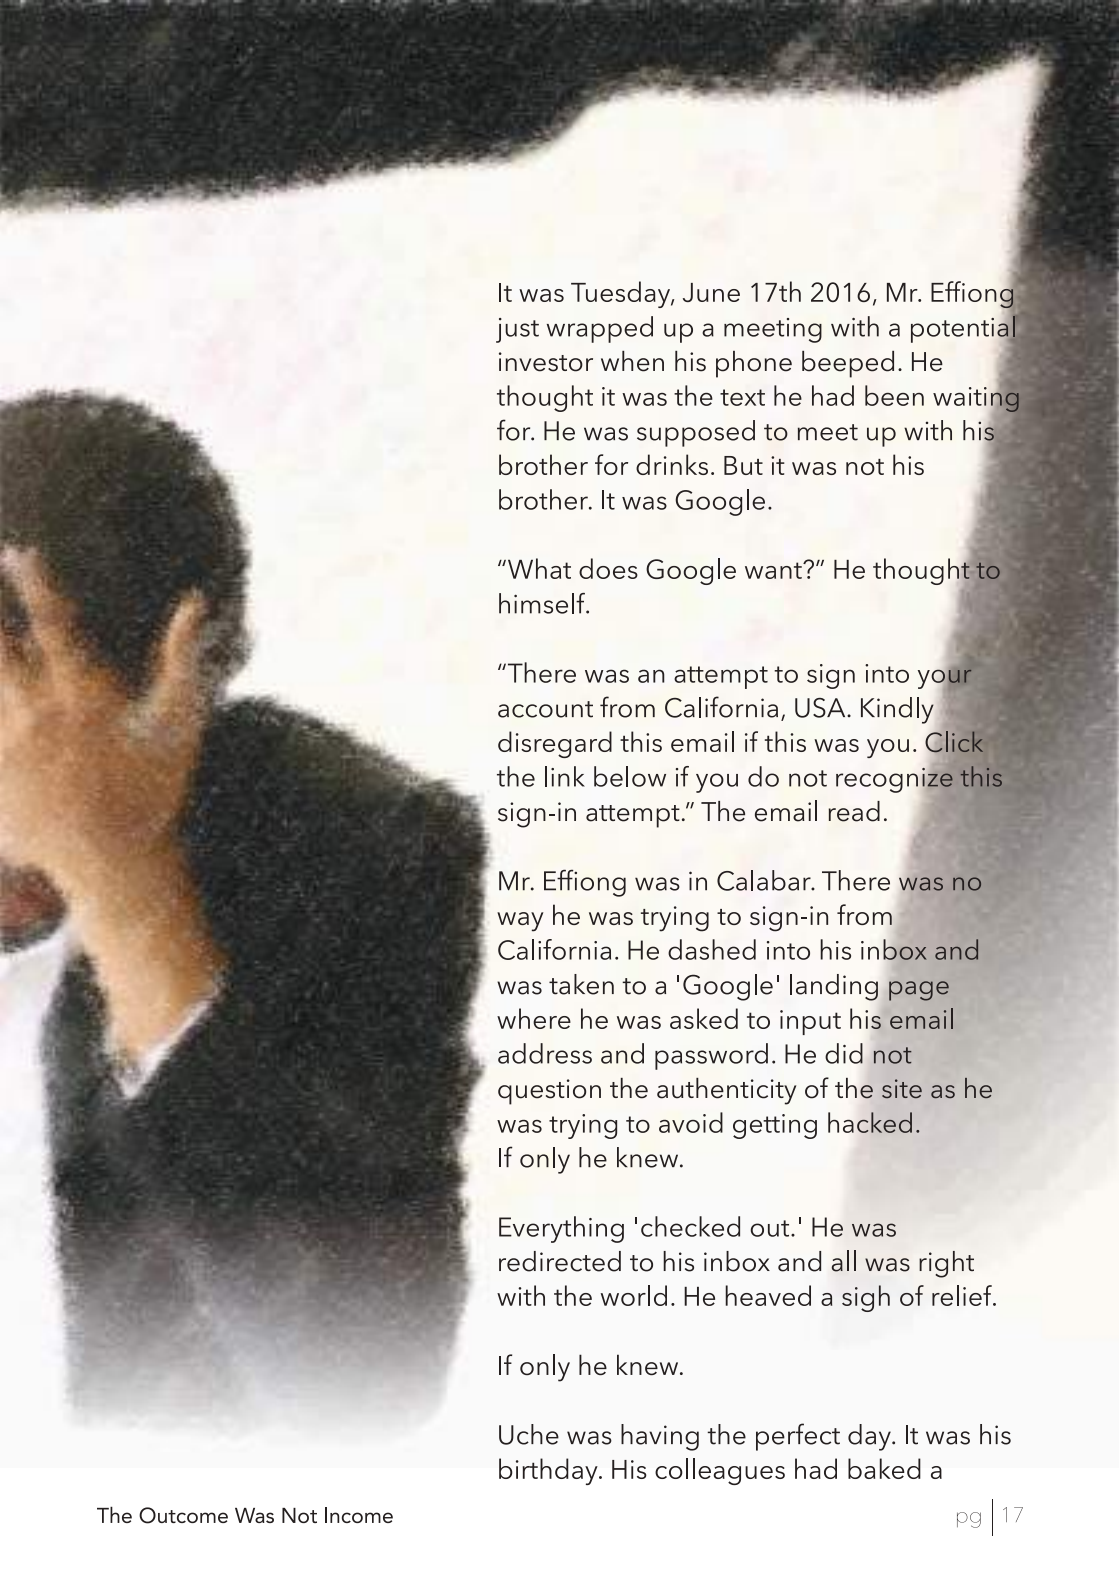 It was Tuesday, June 17th 2016, Mr. Effiong
just wrapped up a meeting with a potential
investor when his phone beeped. He
thought it was the text he had been waiting
for. He was supposed to meet up with his
brother for drinks. But it was not his
brother. It was Google.
“What does Google want?” He thought to
himself.
“There was an attempt to sign into your
account from California, USA. Kindly
disregard this email if this was you. Click
the link below if you do not recognize this
sign-in attempt.” The email read.
Mr. Effiong was in Calabar. There was no
way he was trying to sign-in from
California. He dashed into his inbox and
was taken to a 'Google' landing page
where he was asked to input his email
address and password. He did not
question the authenticity of the site as he
was trying to avoid getting hacked.
If only he knew.
Everything 'checked out.' He was
redirected to his inbox and all was right
with the world. He heaved a sigh of relief.
If only he knew.
Uche was having the perfect day. It was his
birthday. His colleagues had baked a
The Outcome Was Not Income
pg 17